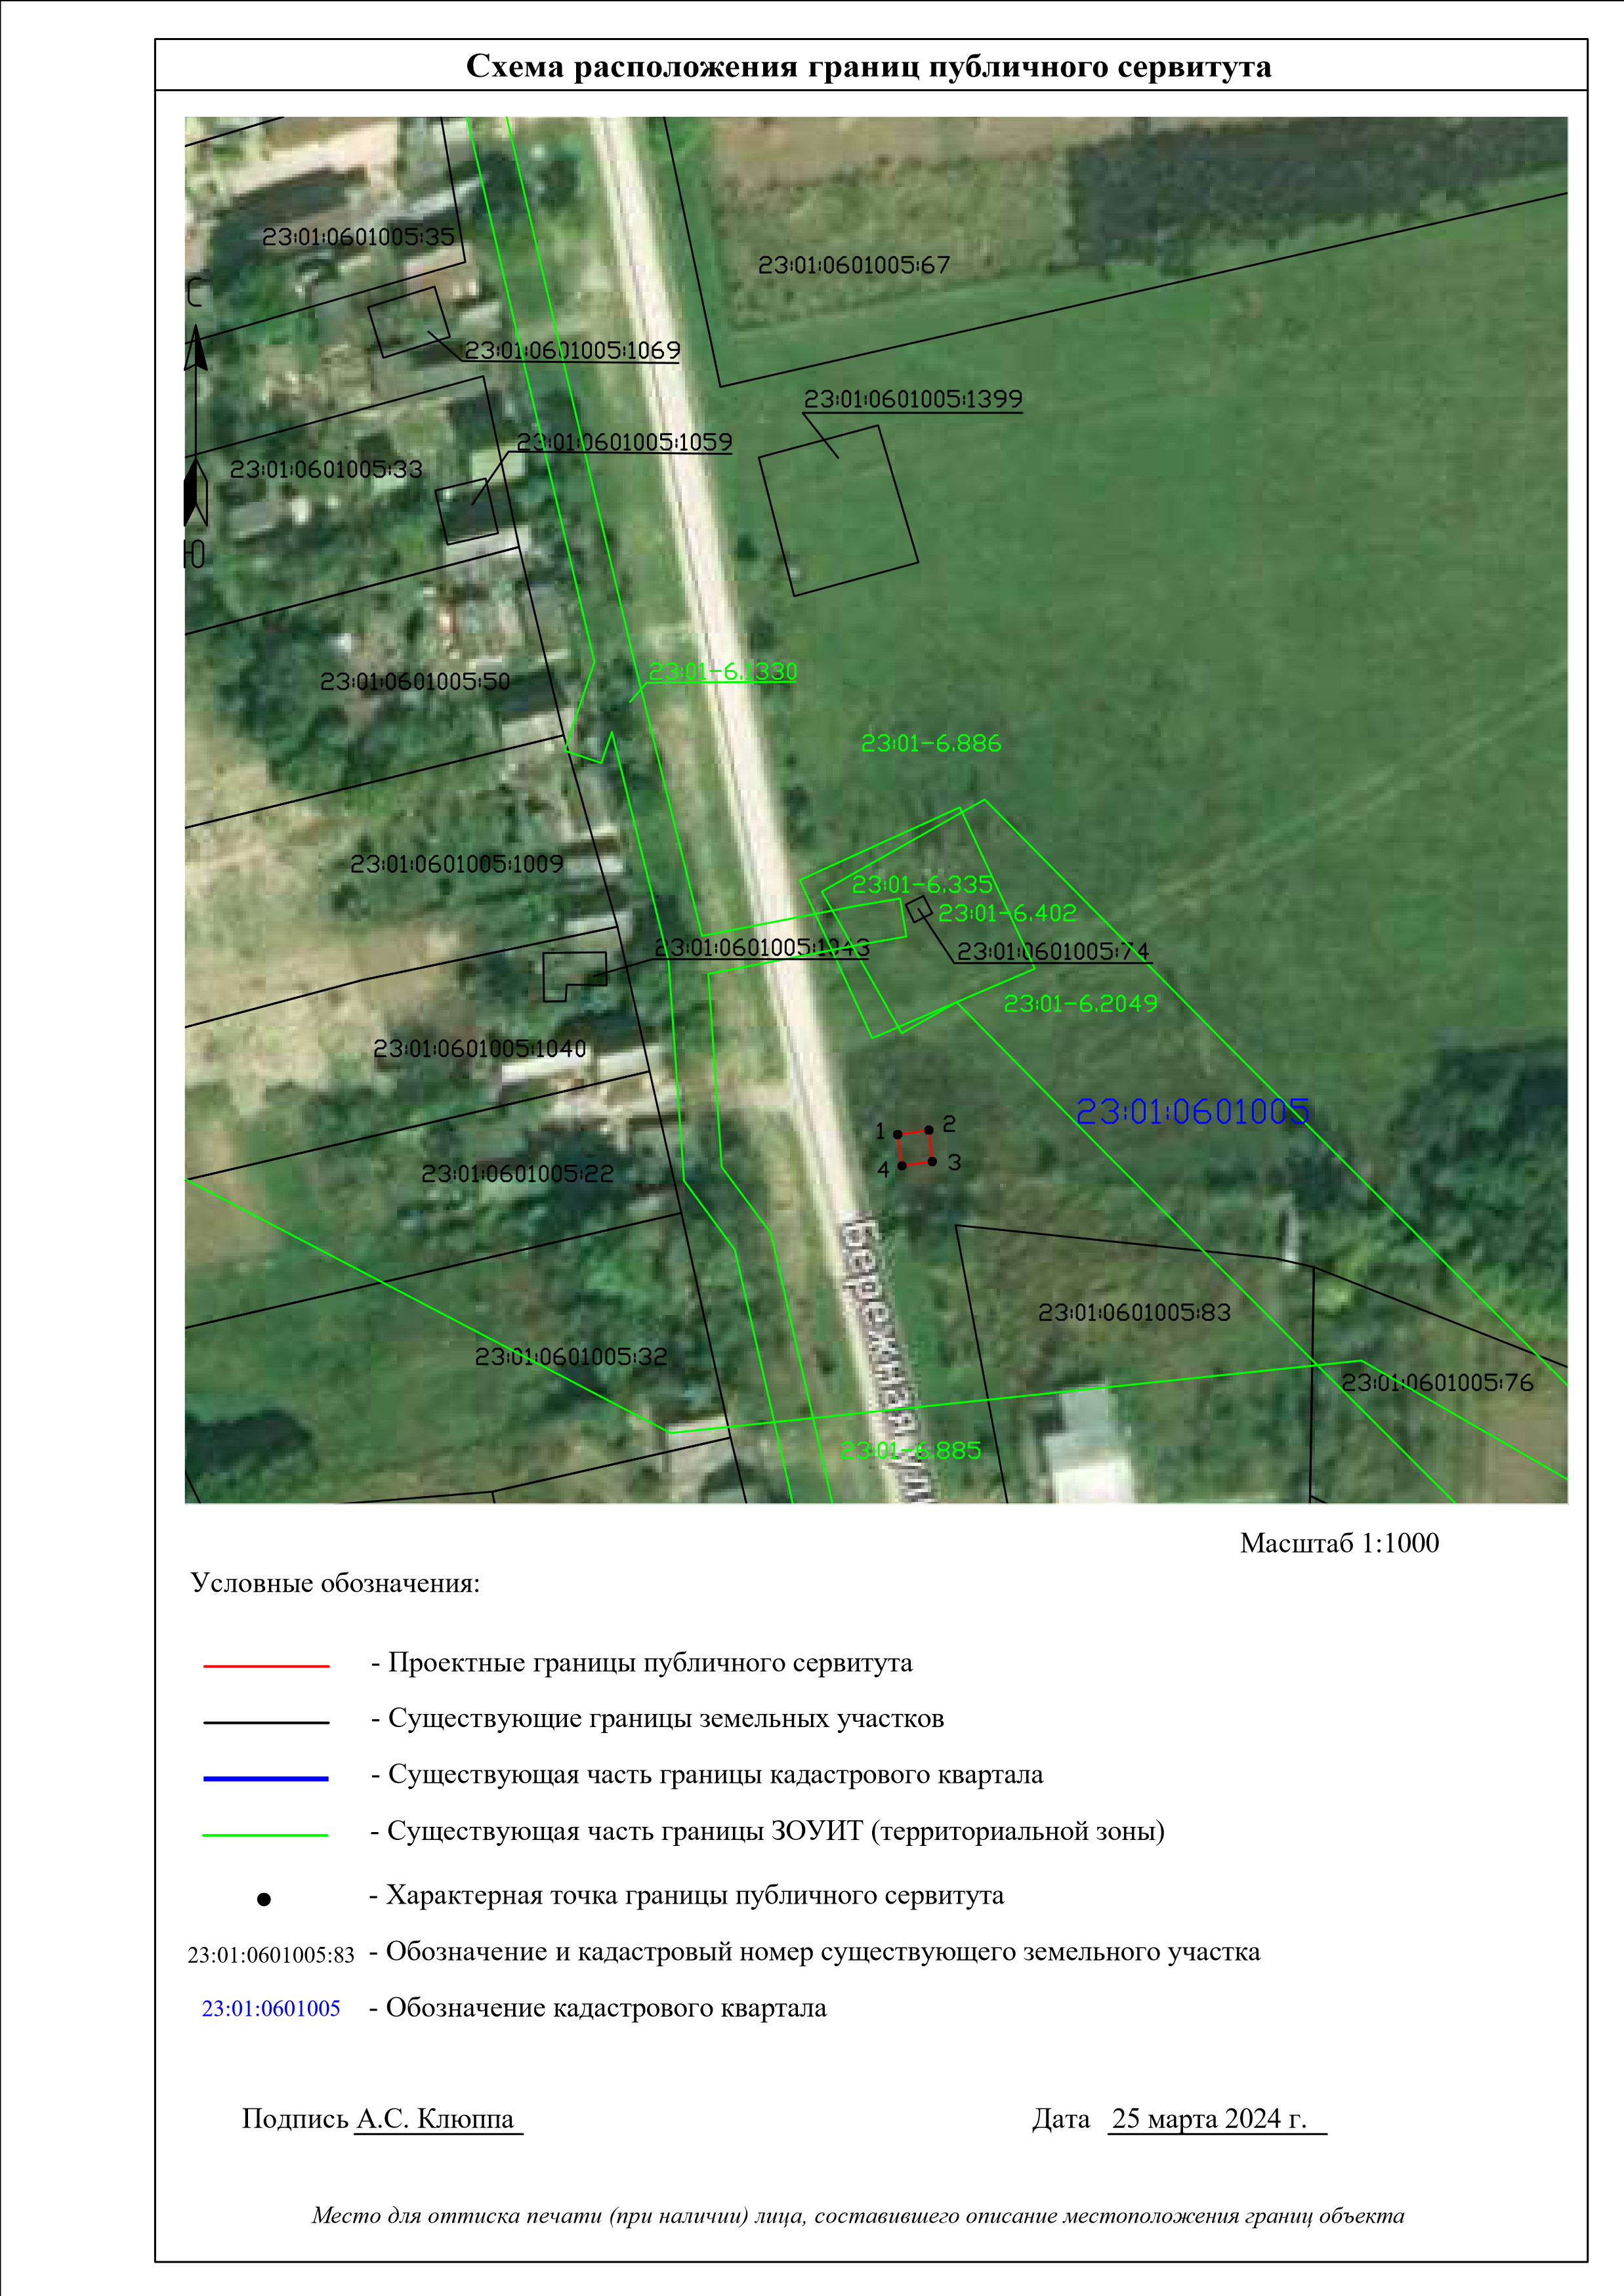 Схема расположения границ публичного сервитута
23:01:0601005:35
23:01:0601005:67
С
23:01:0601005:1069
23:01:0601005:1399
23:01:0601005:1059
23:01:0601005:33
Ю
23:01-6.1330
23:01:0601005:50
23:01-6.886
23:01:0601005:1009
23:01-6.335
23:01-6.402
23:01:0601005:1043
23:01:0601005:74
23:01-6.2049
23:01:0601005:1040
23:01:0601005
1 2
4 3
23:01:0601005:22
Бережная ул
23:01:0601005:83
23:01:0601005:32
23:01:0601005:76
23:01-6.885
Масштаб 1:1000
Условные обозначения:
- Проектные границы публичного сервитута
- Существующие границы земельных участков
- Существующая часть границы кадастрового квартала
- Существующая часть границы ЗОУИТ (территориальной зоны)
- Характерная точка границы публичного сервитута
23:01:0601005:83 - Обозначение и кадастровый номер существующего земельного участка
23:01:0601005 - Обозначение кадастрового квартала
Подпись А.С. Клюппа Дата 25 марта 2024 г.
Место для оттиска печати (при наличии) лица, составившего описание местоположения границ объекта